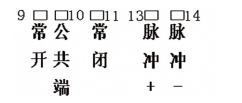 9 □ □10 □11 13□ □14
常 公 常 脉 脉
开 共 闭 冲 冲
端 + -